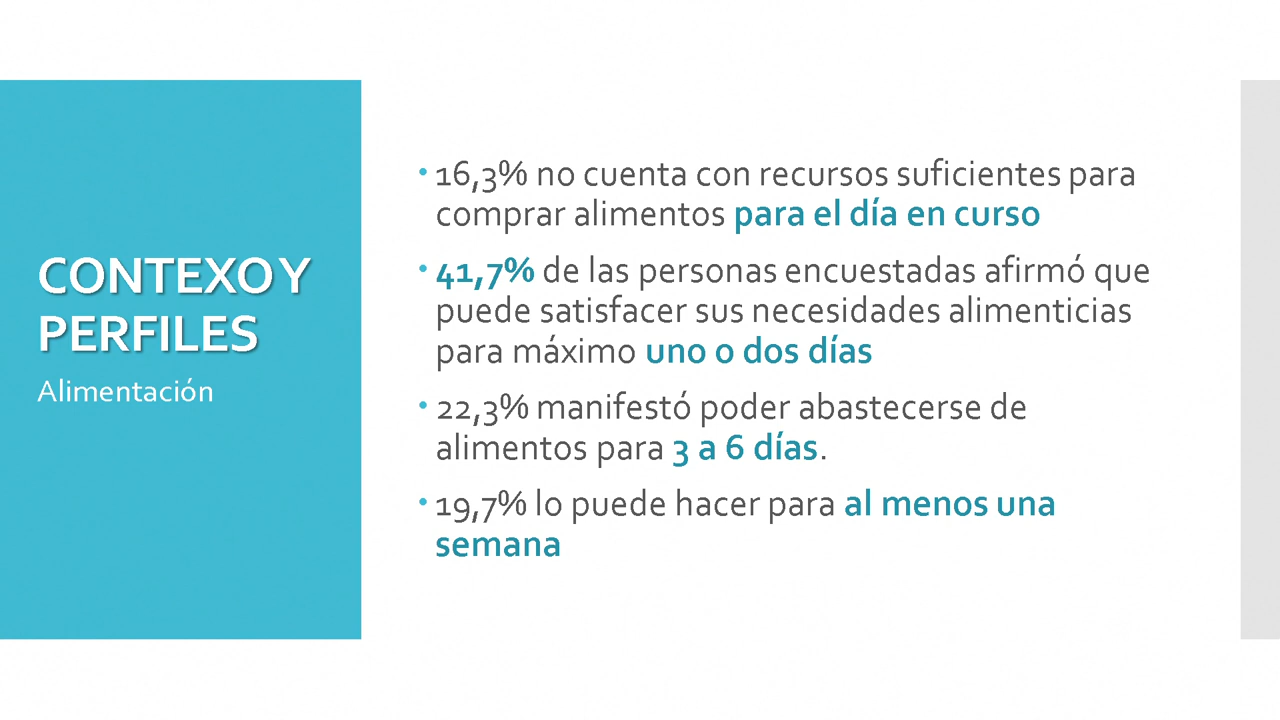 CONTEXO Y
PERFILES
Alimentación
• 16,3% no cuenta con recursos suficientes para
comprar alimentos para el día en curso
• 41,7% de las personas encuestadas afirmó que
puede satisfacer sus necesidades alimenticias
para máximo uno o dos días
• 22,3% manifestó poder abastecerse de
alimentos para 3 a 6 días.
• 19,7% lo puede hacer para al menos una
semana